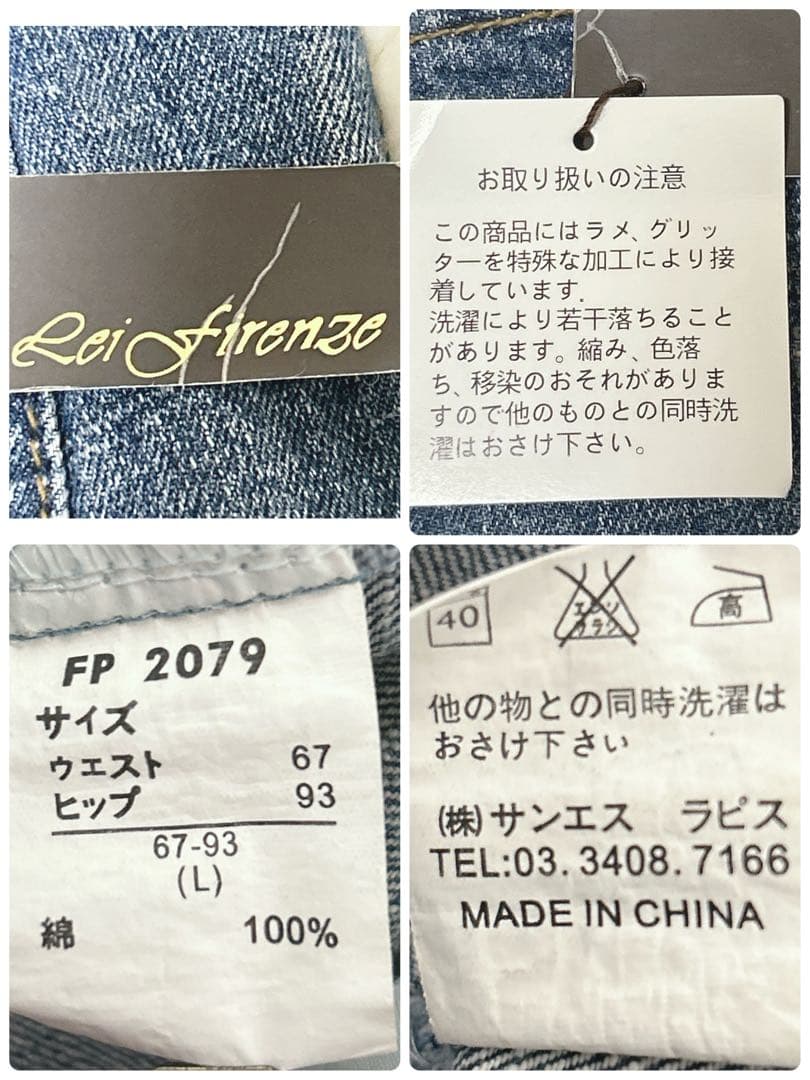 Lei Firenze
お取り扱いの注意
この商品にはラメ、グリッ
ターを特殊な加工により接
着しています.
洗濯により若干落ちること
があります。縮み、色落
ち、移染のおそれがありま
すので他のものとの同時洗
濯はおさけ下さい。
FP 2079
サイズ
ウエスト 67
ヒップ 93
67-93
(L)
綿 100%
40
エンソ
サラシ
高
他の物との同時洗濯は
おさけ下さい
(株)サンエス ラピス
TEL:03.3408.7166
MADE IN CHINA